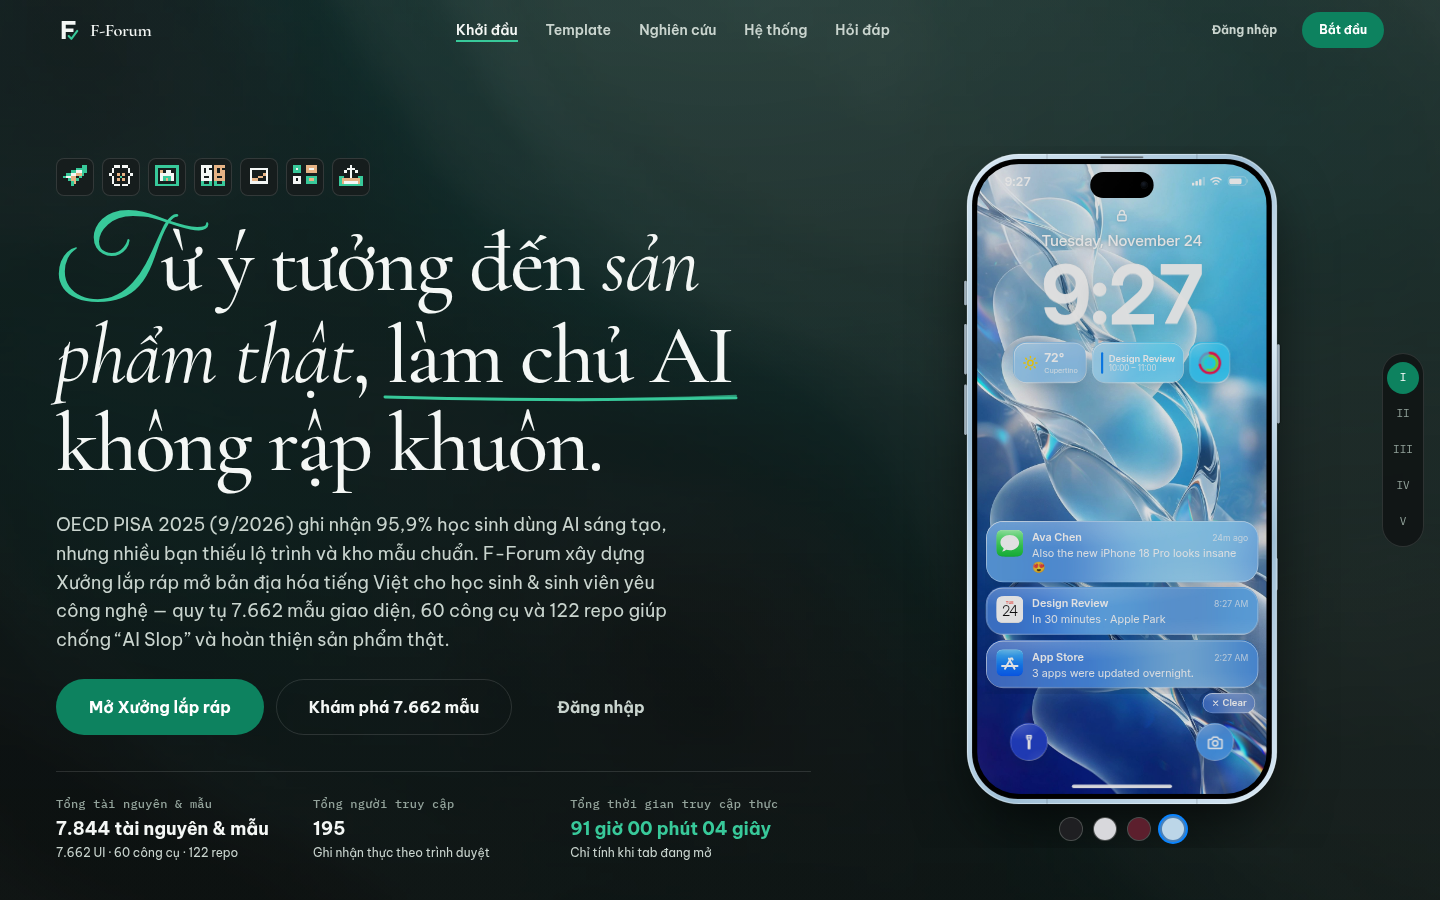 F-Forum
Khởi đầu
Template
Nghiên cứu
Hệ thống
Hỏi đáp
Đăng nhập
Bắt đầu
Từ ý tưởng đến sản
phẩm thật, làm chủ AI
không rập khuôn.
OECD PISA 2025 (9/2026) ghi nhận 95,9% học sinh dùng AI sáng tạo,
nhưng nhiều bạn thiếu lộ trình và kho mẫu chuẩn. F-Forum xây dựng
Xưởng lắp ráp mở bản địa hóa tiếng Việt cho học sinh & sinh viên yêu
công nghệ — quy tụ 7.662 mẫu giao diện, 60 công cụ và 122 repo giúp
chống “AI Slop” và hoàn thiện sản phẩm thật.
Mở Xưởng lắp ráp
Khám phá 7.662 mẫu
Đăng nhập
Tổng tài nguyên & mẫu
7.844 tài nguyên & mẫu
7.662 UI · 60 công cụ · 122 repo
Tổng người truy cập
195
Ghi nhận thực theo trình duyệt
Tổng thời gian truy cập thực
91 giờ 00 phút 04 giây
Chỉ tính khi tab đang mở
9:27
Tuesday, November 24
9:27
72°
Cupertino
Design Review
10:00 – 11:00
Ava Chen
24m ago
Also the new iPhone 18 Pro looks insane
😍
24
Design Review
8:27 AM
In 30 minutes · Apple Park
App Store
2:27 AM
3 apps were updated overnight.
Clear
I
II
III
IV
V